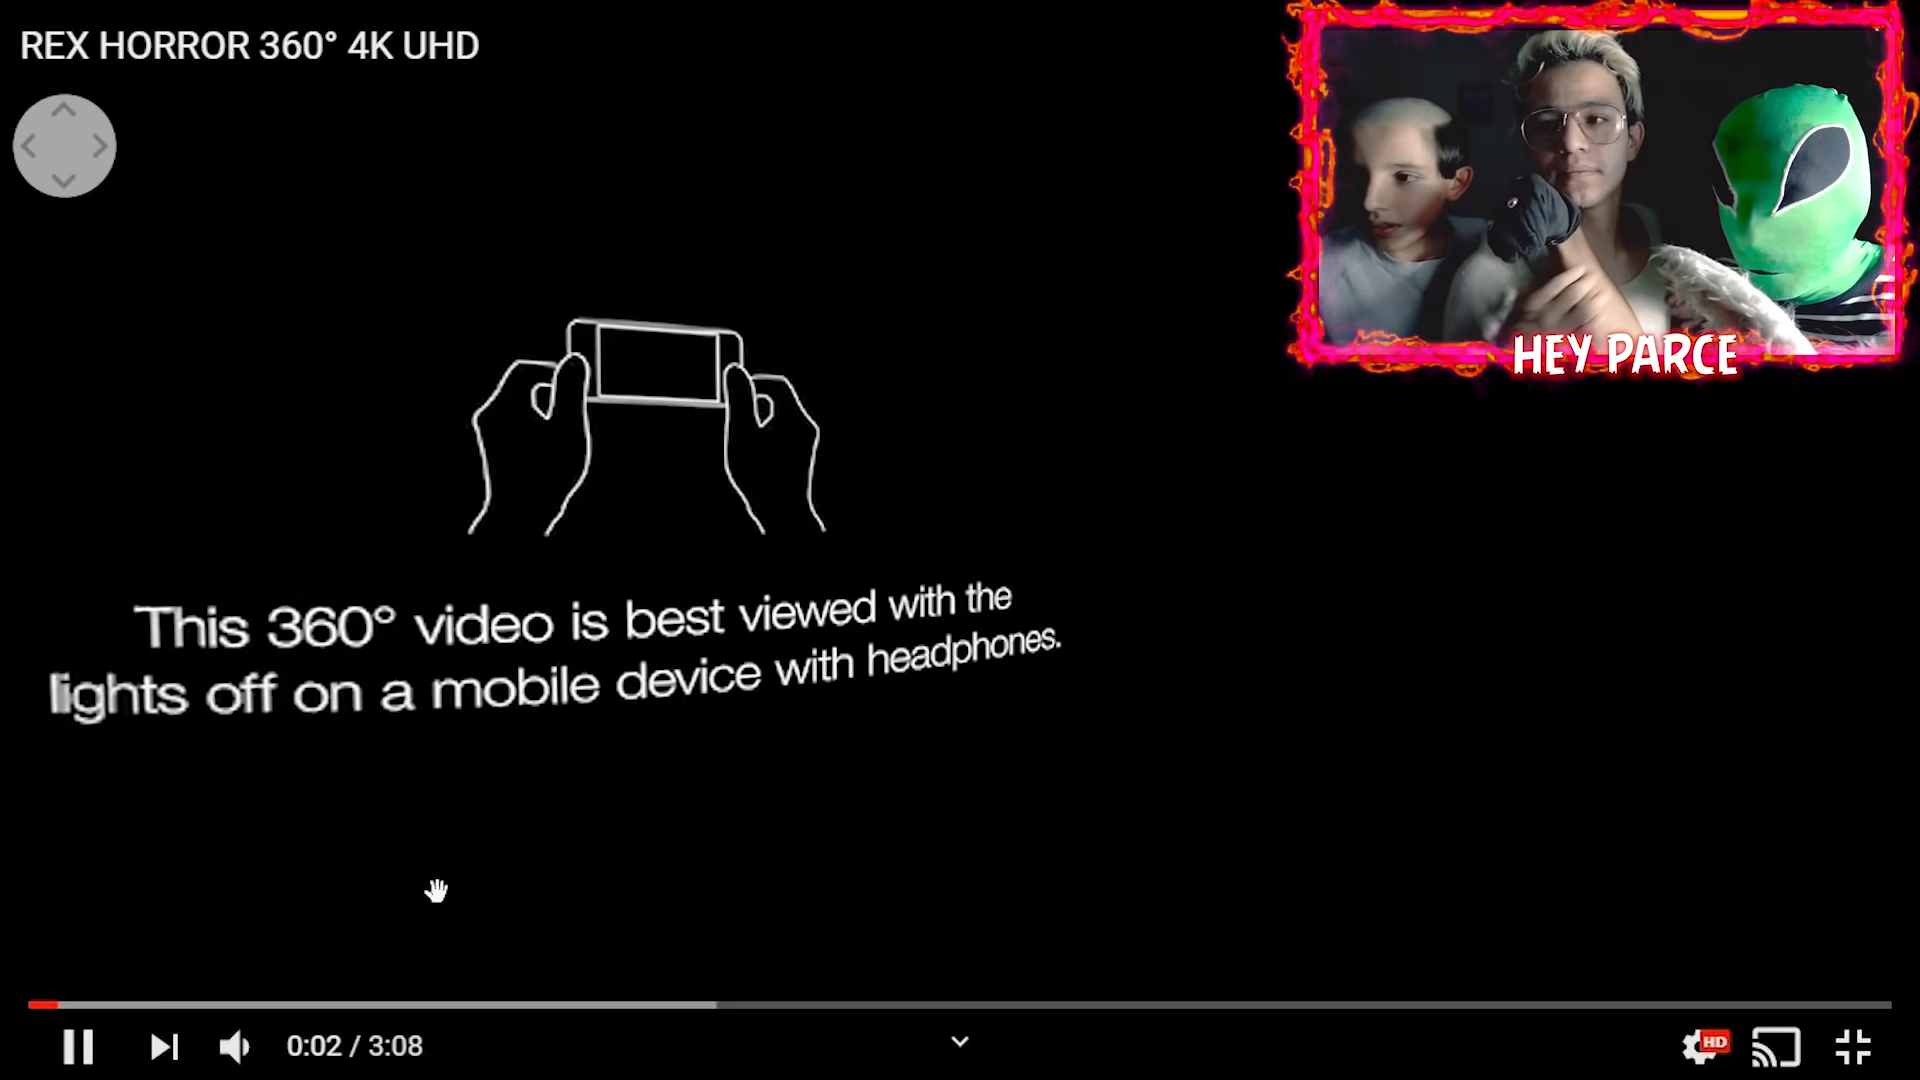 REX HORROR 360° 4K UHD
HEY PARCE
This 360° video is best viewed with the
lights off on a mobile device with headphones.
0:02 / 3:08
HD